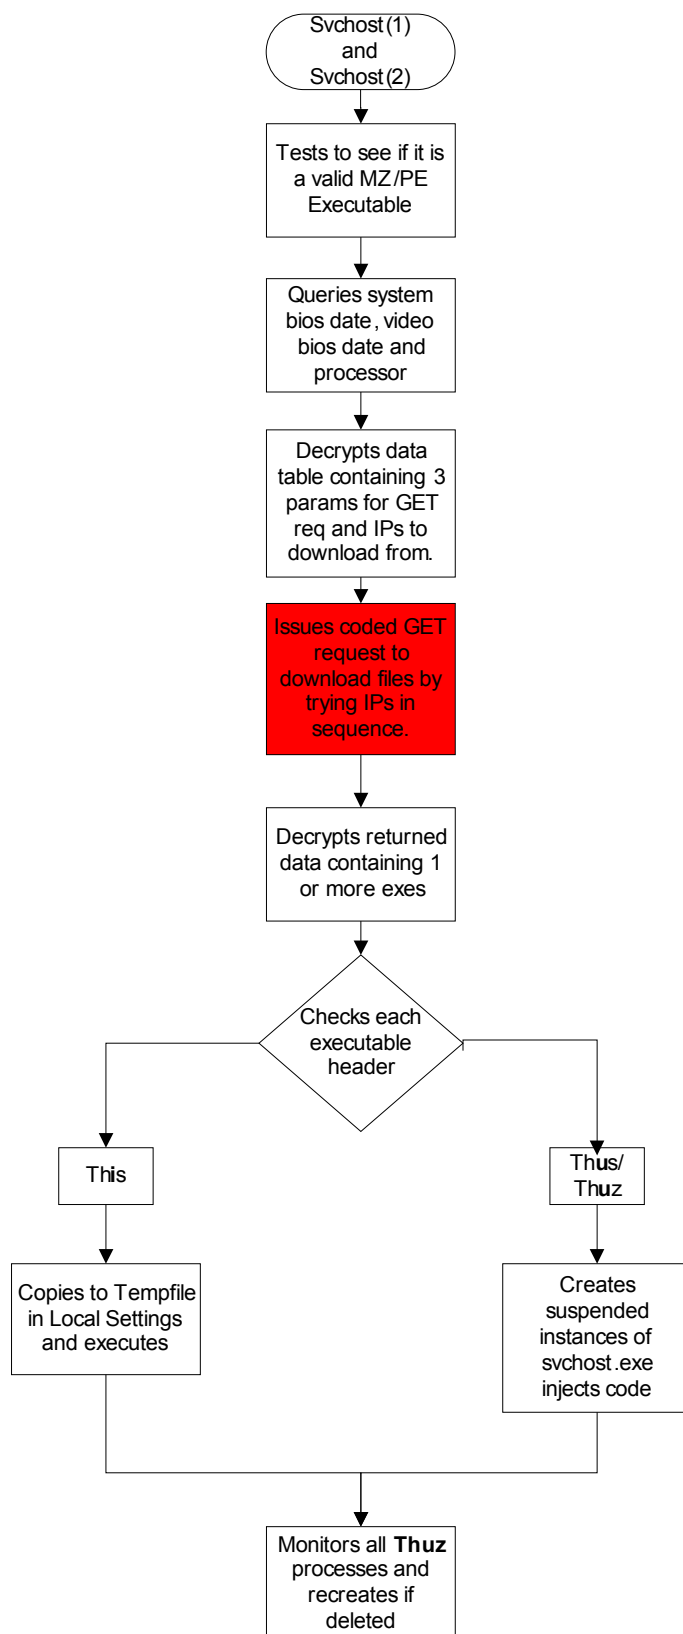 Svchost(1)
and
Svchost(2)
Tests to see if it is
a valid MZ/PE
Executable
Queries system
bios date, video
bios date and
processor
Decrypts data
table containing 3
params for GET
req and IPs to
download from.
Issues coded GET
request to
download files by
trying IPs in
sequence.
Decrypts returned
data containing 1
or more exes
Checks each
executable
header
This
Thus/
Thuz
Copies to Tempfile
in Local Settings
and executes
Creates
suspended
instances of
svchost.exe
injects code
Monitors all Thuz
processes and
recreates if
deleted